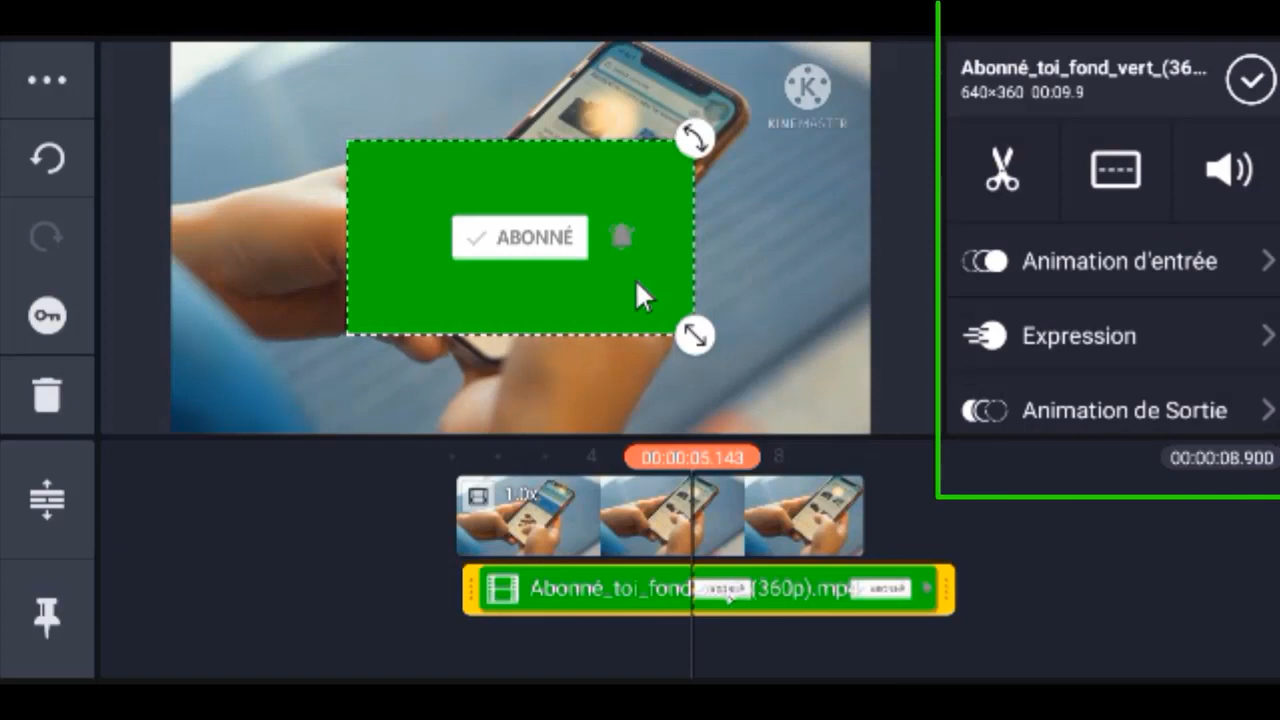 Abonné_toi_fond_vert_(36...
640×360 00:09.9
KINEMASTER
ABONNÉ
Animation d'entrée
Expression
Animation de Sortie
4
00:00:05.143
8
00:00:08.900
1.0x
Abonné_toi_fond (360p).mp4